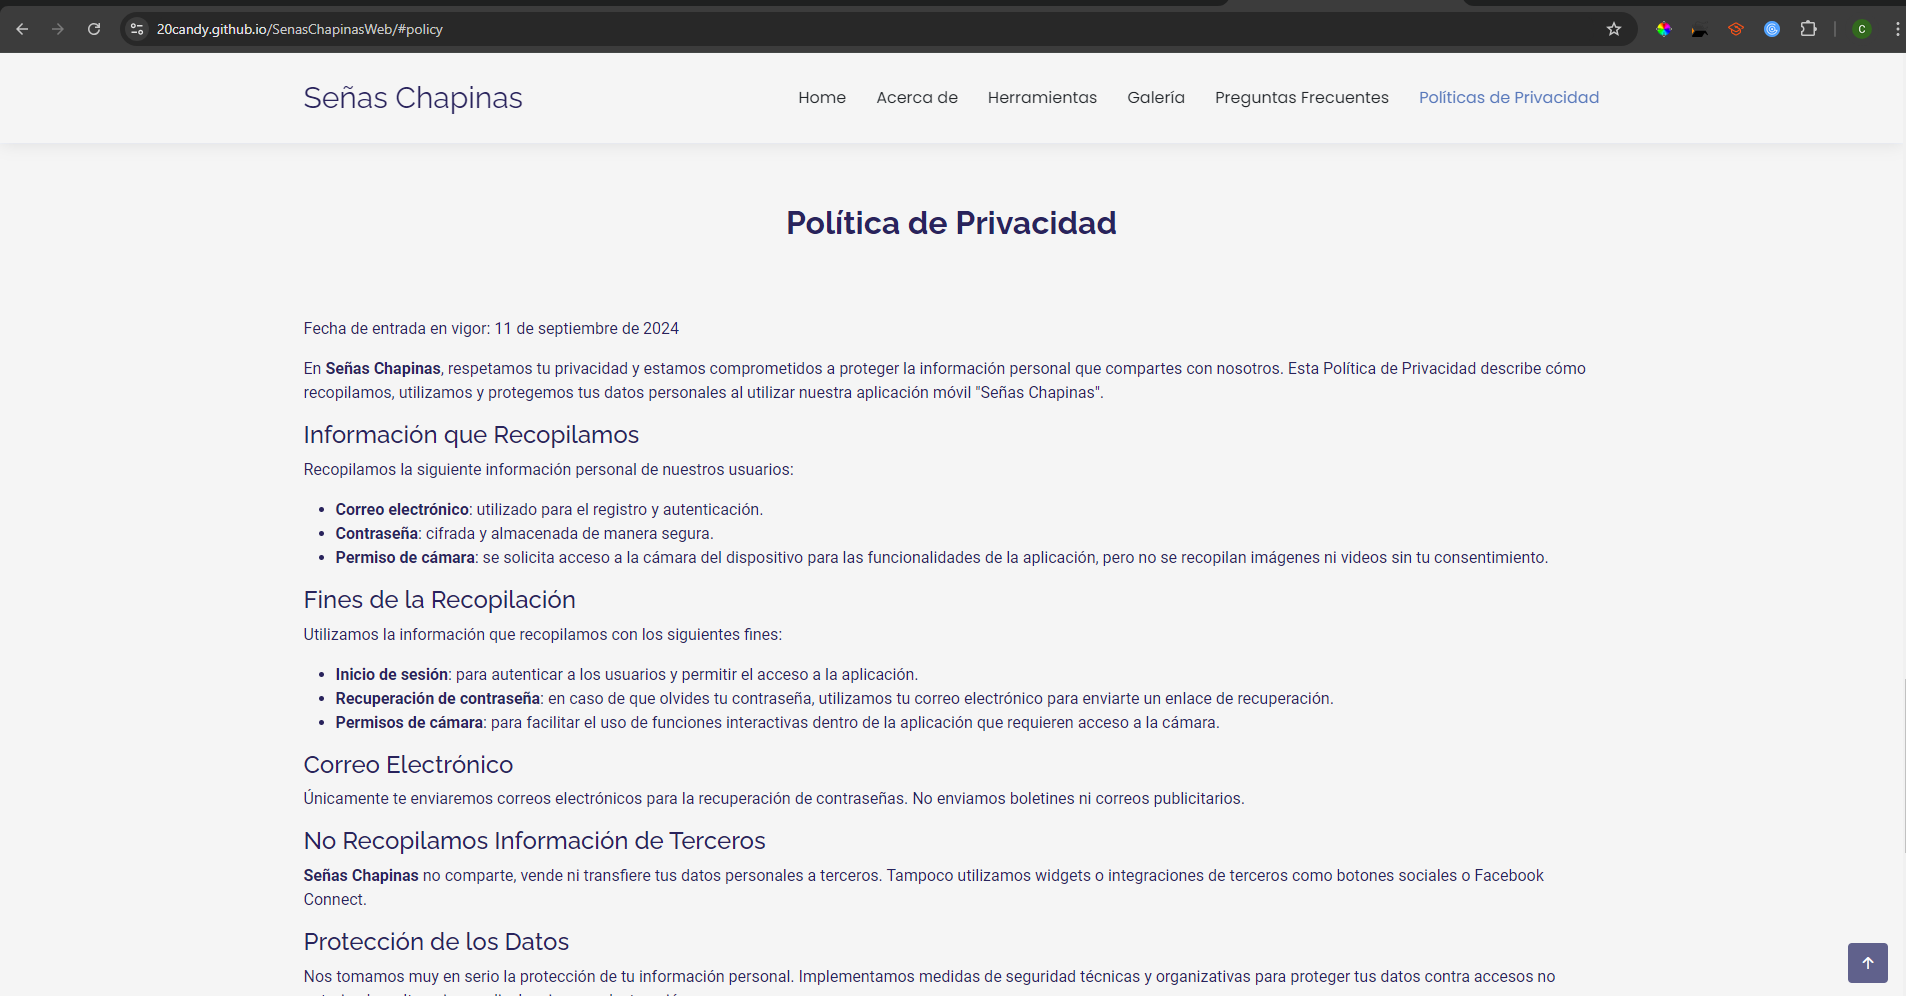 20candy.github.io/SenasChapinasWeb/#policy
C
Señas Chapinas
Home Acerca de Herramientas Galería Preguntas Frecuentes Políticas de Privacidad
Política de Privacidad
Fecha de entrada en vigor: 11 de septiembre de 2024
En Señas Chapinas, respetamos tu privacidad y estamos comprometidos a proteger la información personal que compartes con nosotros. Esta Política de Privacidad describe cómo
recopilamos, utilizamos y protegemos tus datos personales al utilizar nuestra aplicación móvil "Señas Chapinas".
Información que Recopilamos
Recopilamos la siguiente información personal de nuestros usuarios:
• Correo electrónico: utilizado para el registro y autenticación.
• Contraseña: cifrada y almacenada de manera segura.
• Permiso de cámara: se solicita acceso a la cámara del dispositivo para las funcionalidades de la aplicación, pero no se recopilan imágenes ni videos sin tu consentimiento.
Fines de la Recopilación
Utilizamos la información que recopilamos con los siguientes fines:
• Inicio de sesión: para autenticar a los usuarios y permitir el acceso a la aplicación.
• Recuperación de contraseña: en caso de que olvides tu contraseña, utilizamos tu correo electrónico para enviarte un enlace de recuperación.
• Permisos de cámara: para facilitar el uso de funciones interactivas dentro de la aplicación que requieren acceso a la cámara.
Correo Electrónico
Únicamente te enviaremos correos electrónicos para la recuperación de contraseñas. No enviamos boletines ni correos publicitarios.
No Recopilamos Información de Terceros
Señas Chapinas no comparte, vende ni transfiere tus datos personales a terceros. Tampoco utilizamos widgets o integraciones de terceros como botones sociales o Facebook
Connect.
Protección de los Datos
Nos tomamos muy en serio la protección de tu información personal. Implementamos medidas de seguridad técnicas y organizativas para proteger tus datos contra accesos no